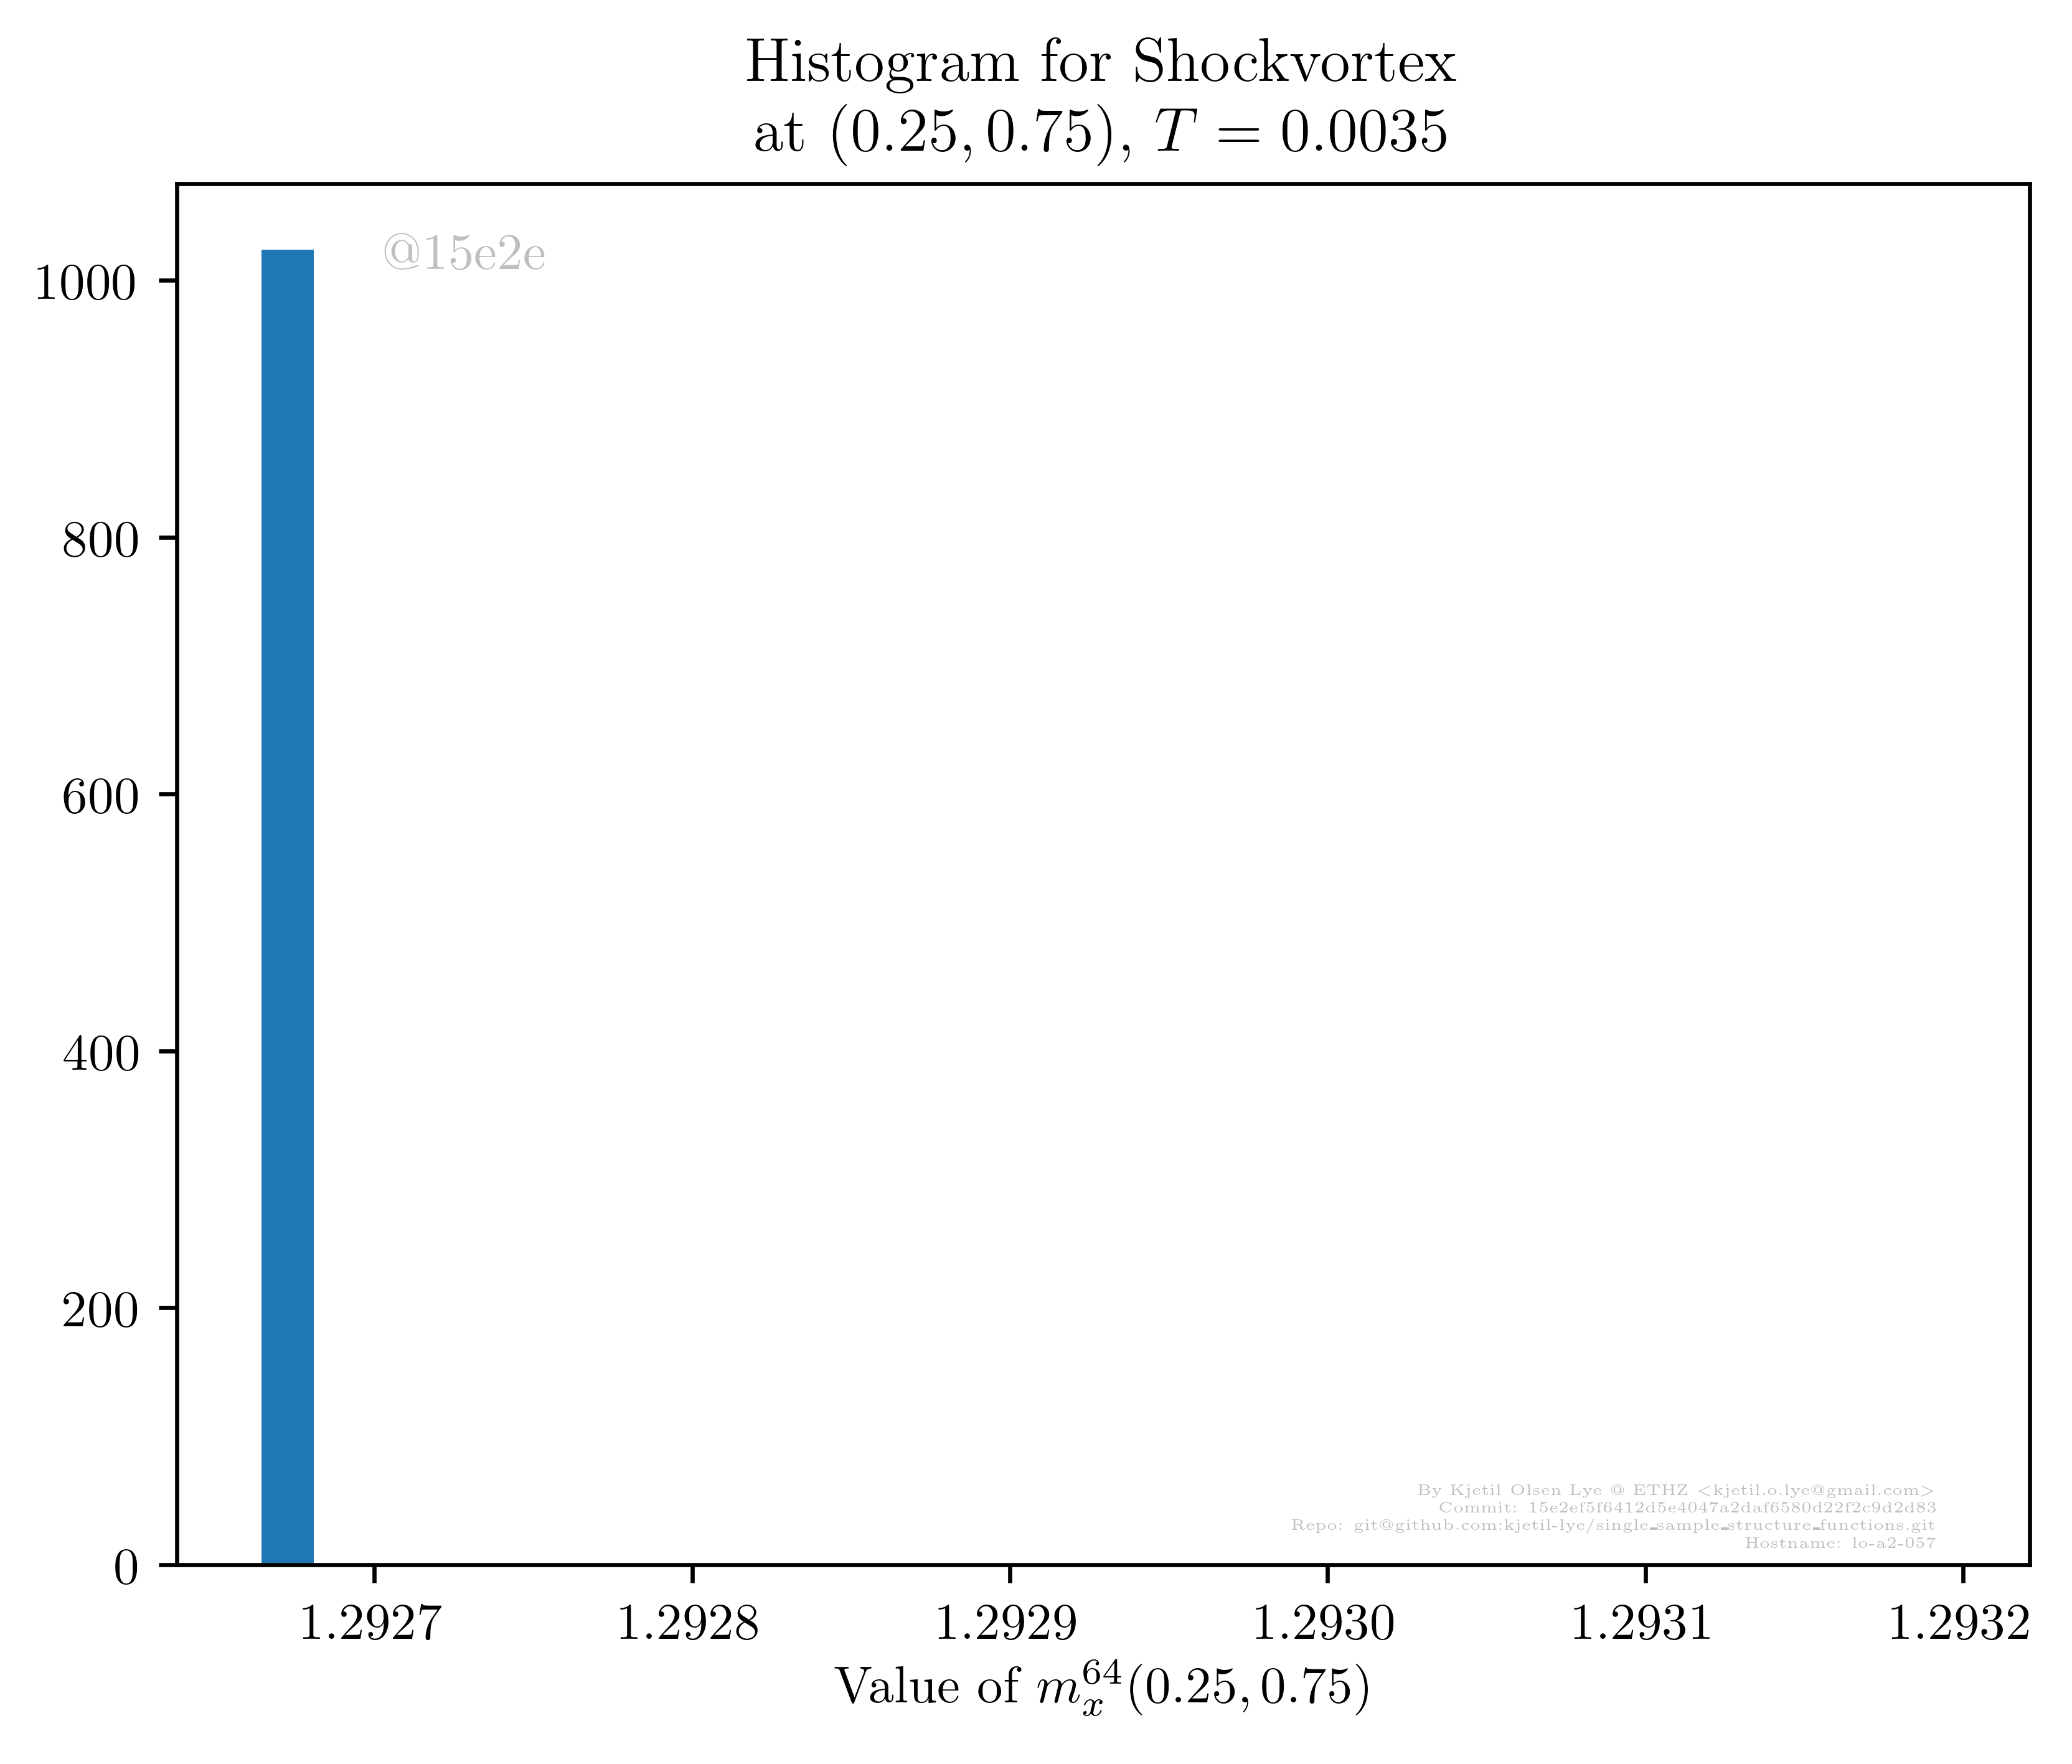 Histogram for Shockvortex
at (0.25, 0.75), T = 0.0035
@15e2e
1000
800
600
400
200
0
By Kjetil Olsen Lye @ ETHZ <kjetil.o.lye@gmail.com>
Commit: 15e2ef5f6412d5e4047a2daf6580d22f2c9d2d83
Repo: git@github.com:kjetil-lye/single_sample_structure_functions.git
Hostname: lo-a2-057
1.2927 1.2928 1.2929 1.2930 1.2931 1.2932
Value of $m_x^{64}(0.25, 0.75)$